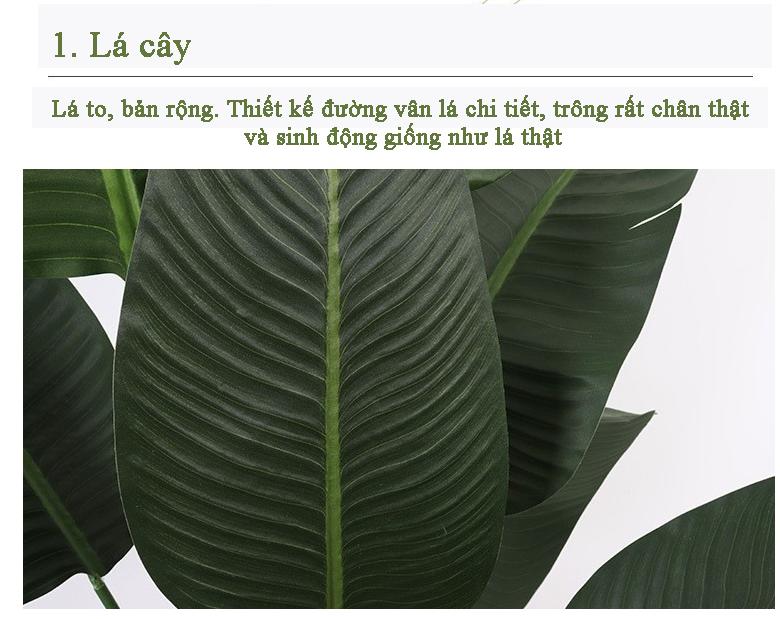 1. Lá cây
Lá to, bản rộng. Thiết kế đường vân lá chi tiết, trông rất chân thật
và sinh động giống như lá thật